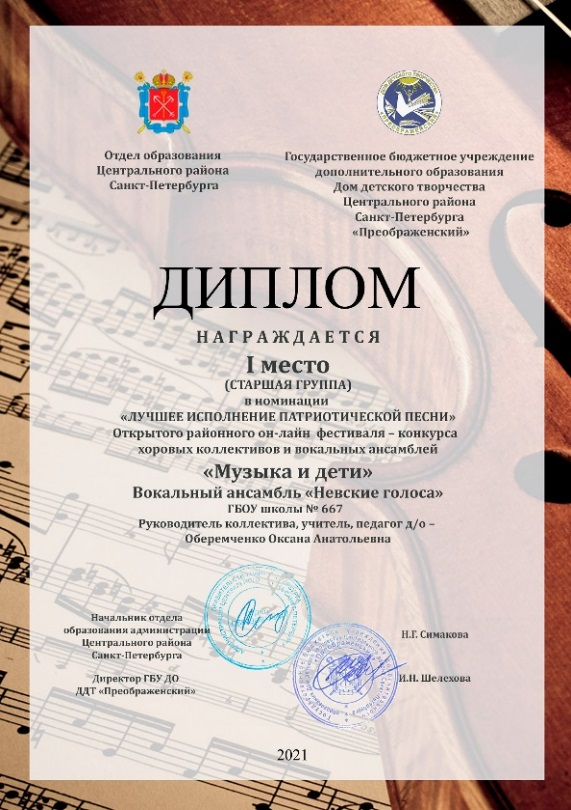 Отдел образования
Центрального района
Санкт-Петербурга
Государственное бюджетное учреждение
дополнительного образования
Дом детского творчества
Центрального района
Санкт-Петербурга
«Преображенский»
ДИПЛОМ
НАГРАЖДАЕТСЯ
I место
(СТАРШАЯ ГРУППА)
в номинации
«ЛУЧШЕЕ ИСПОЛНЕНИЕ ПАТРИОТИЧЕСКОЙ ПЕСНИ»
Открытого районного он-лайн фестиваля – конкурса
хоровых коллективов и вокальных ансамблей
«Музыка и дети»
Вокальный ансамбль «Невские голоса»
ГБОУ школы № 667
Руководитель коллектива, учитель, педагог д/о –
Оберемченко Оксана Анатольевна
Начальник отдела
образования администрации
Центрального района
Санкт-Петербурга
Н.Г. Симакова
Директор ГБУ ДО
ДДТ «Преображенский»
И.И. Шелехова
2021